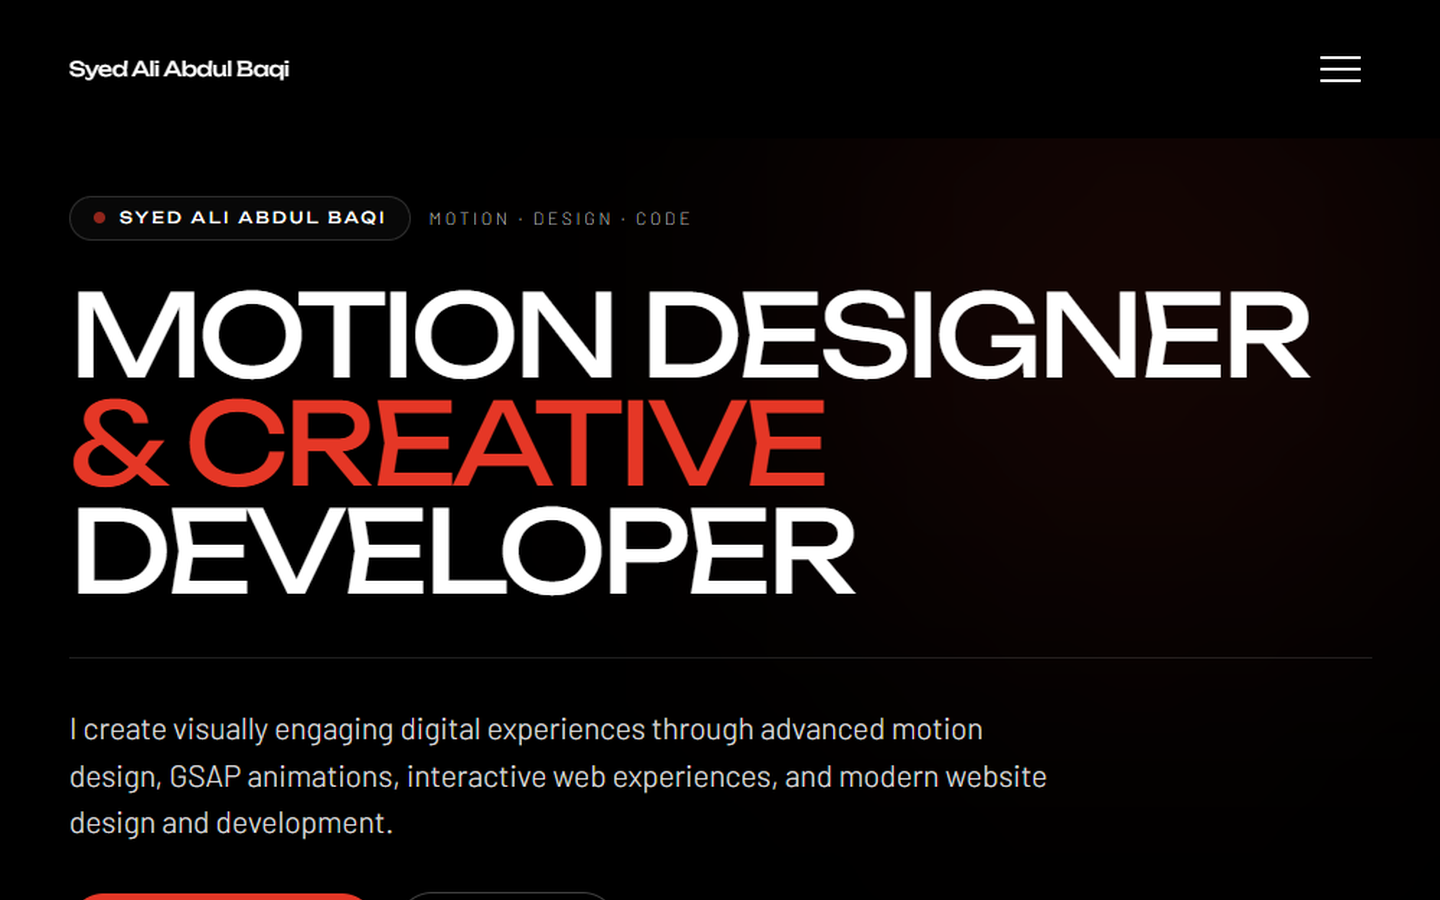 Syed Ali Abdul Baqi
SYED ALI ABDUL BAQI
MOTION · DESIGN · CODE
MOTION DESIGNER
& CREATIVE
DEVELOPER
I create visually engaging digital experiences through advanced motion
design, GSAP animations, interactive web experiences, and modern website
design and development.